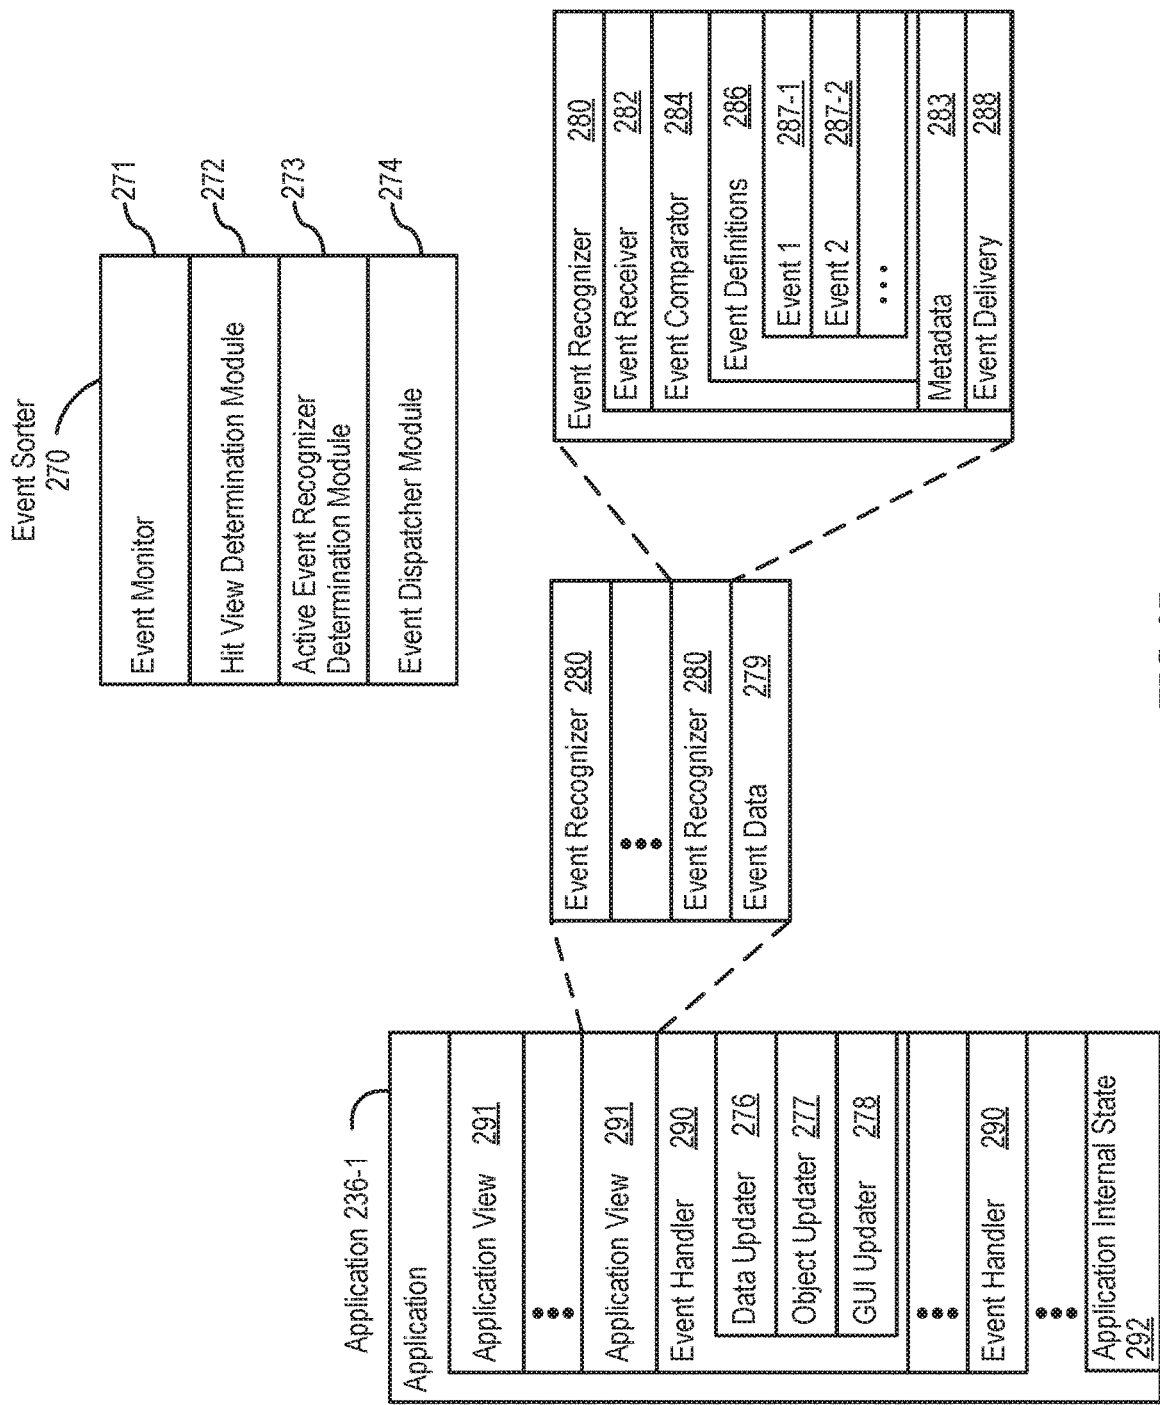 Event Sorter
270
Event Monitor
271
Hit View Determination Module
272
Active Event Recognizer
Determination Module
273
Event Dispatcher Module
274
Application 236-1
Application
Application View 291
•••
Application View 291
Event Handler 290
Data Updater 276
Object Updater 277
GUI Updater 278
•••
Event Handler 290
•••
Application Internal State
292
Event Recognizer 280
•••
Event Recognizer 280
Event Data 279
Event Recognizer 280
Event Receiver 282
Event Comparator 284
Event Definitions 286
Event 1 287-1
Event 2 287-2
•••
Metadata 283
Event Delivery 288